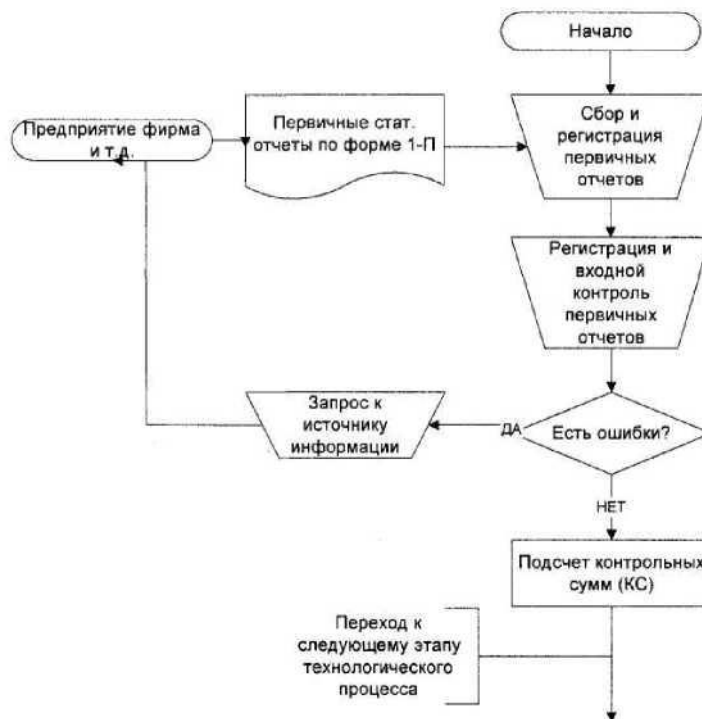 Начало
Предприятие фирма
и т.д.
Первичные стат.
отчеты по форме 1-П
Сбор и
регистрация
первичных
отчетов
Регистрация и
входной
контроль
первичных
отчетов
Запрос к
источнику
информации
ДА
Есть ошибки?
НЕТ
Подсчет контрольных
сумм (КС)
Переход к
следующему этапу
технологического
процесса